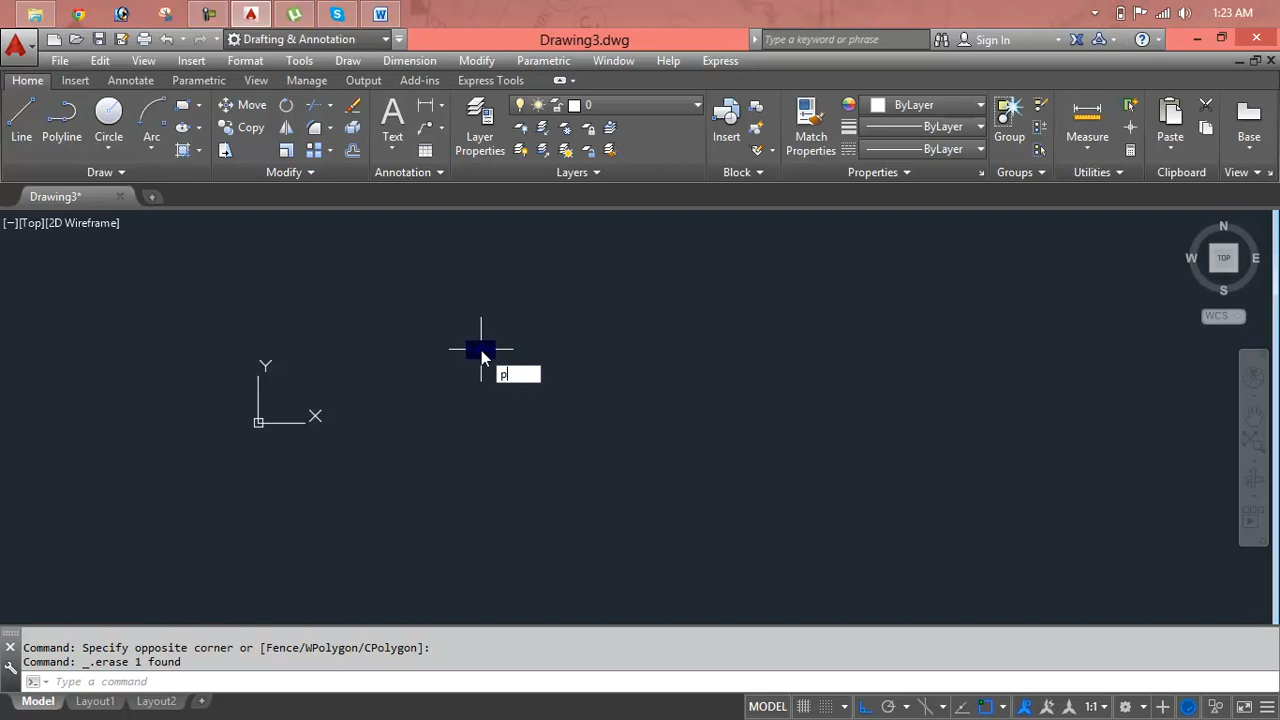 1:23 AM
Drafting & Annotation
Drawing3.dwg
Type a keyword or phrase
Sign In
File Edit View Insert Format Tools Draw Dimension Modify Parametric Window Help Express
Home Insert Annotate Parametric View Manage Output Add-ins Express Tools
Move
0
ByLayer
Copy
ByLayer
Line Polyline Circle Arc Text Layer Properties Insert Match Properties Group Measure Paste Base
ByLayer
Draw Modify Annotation Layers Block Properties Groups Utilities Clipboard View
Drawing3*
[−][Top][2D Wireframe]
N
W TOP E
S
WCS
Y
X
p
Command: Specify opposite corner or [Fence/WPolygon/CPolygon]:
Command: _.erase 1 found
Type a command
Model Layout1 Layout2
MODEL
1:1